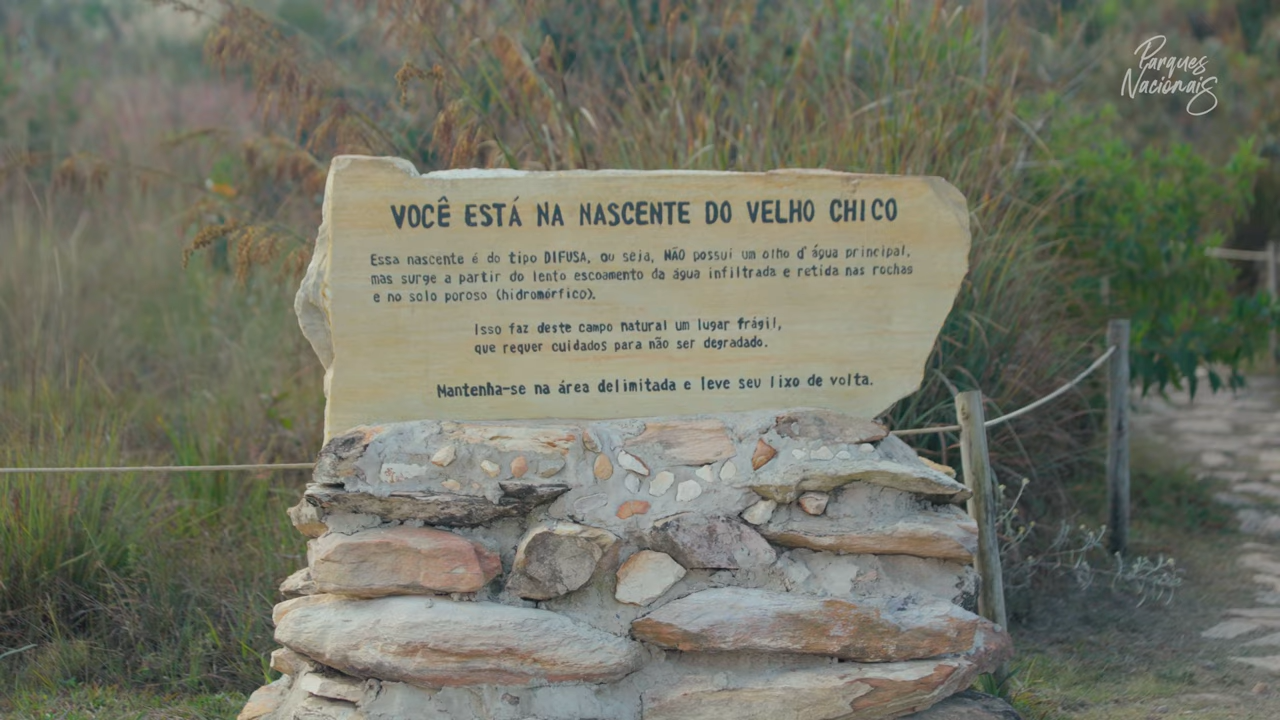 Parques
Nacionais
VOCÊ ESTÁ NA NASCENTE DO VELHO CHICO
Essa nascente é do tipo DIFUSA, ou seja, NÃO possui um olho d'água principal,
mas surge a partir do lento escoamento da água infiltrada e retida nas rochas
e no solo poroso (hidromórfico).
Isso faz deste campo natural um lugar frágil,
que requer cuidados para não ser degradado.
Mantenha-se na área delimitada e leve seu lixo de volta.